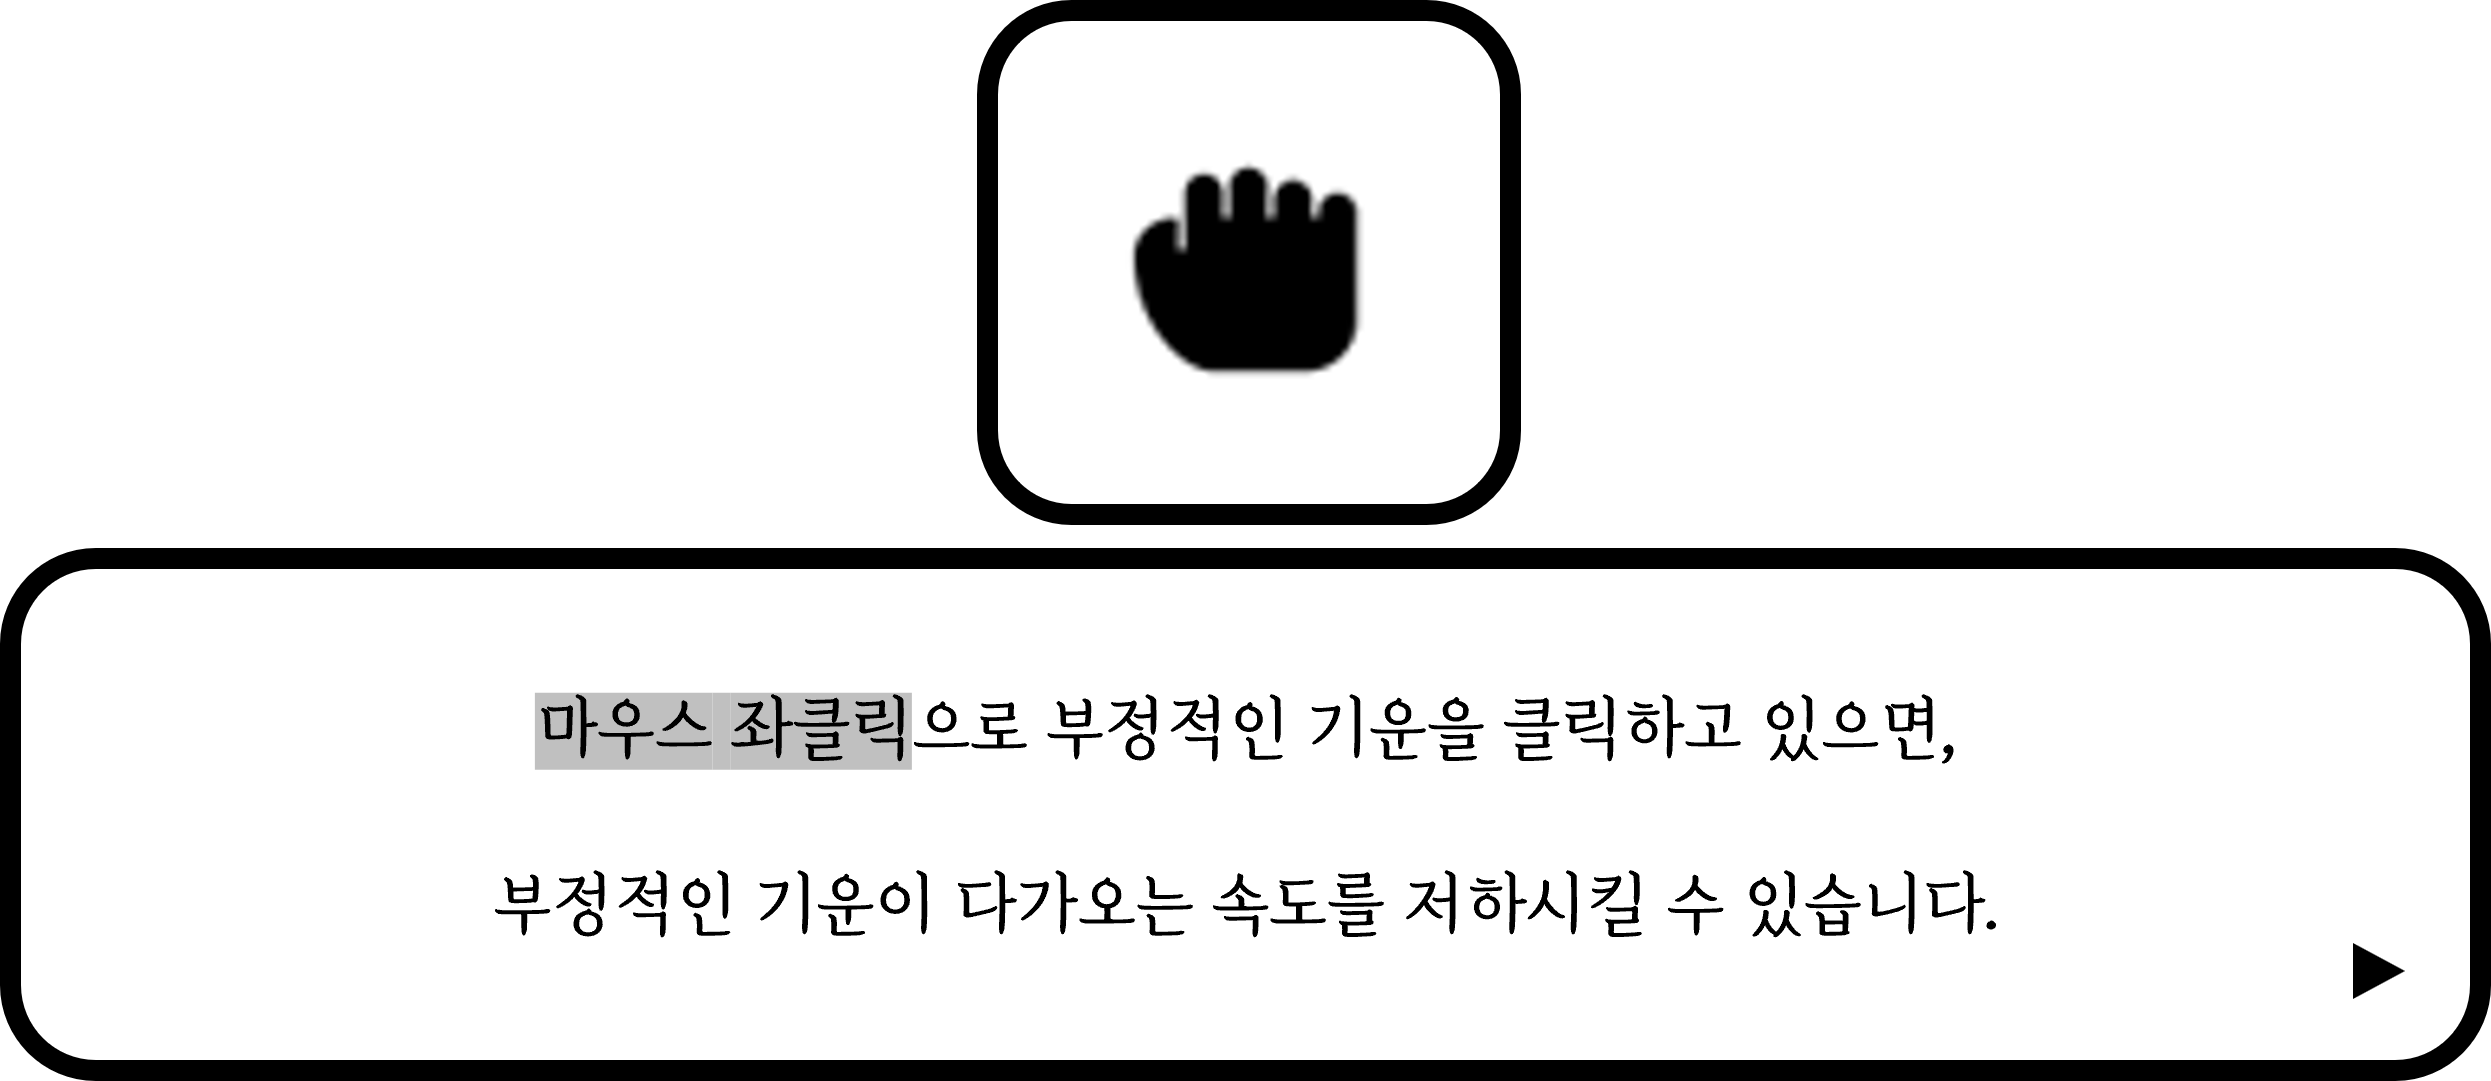 마우스 좌클릭으로 부정적인 기운을 클릭하고 있으면,
부정적인 기운이 다가오는 속도를 저하시킬 수 있습니다.